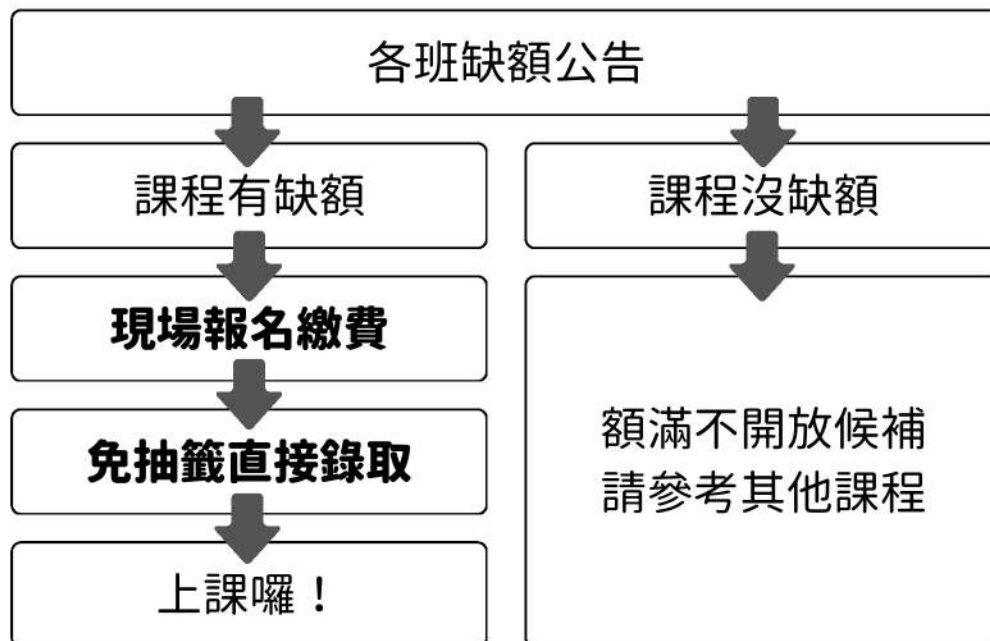 各班缺額公告
課程有缺額
課程沒缺額
現場報名繳費
免抽籤直接錄取
上課囉！
額滿不開放候補
請參考其他課程